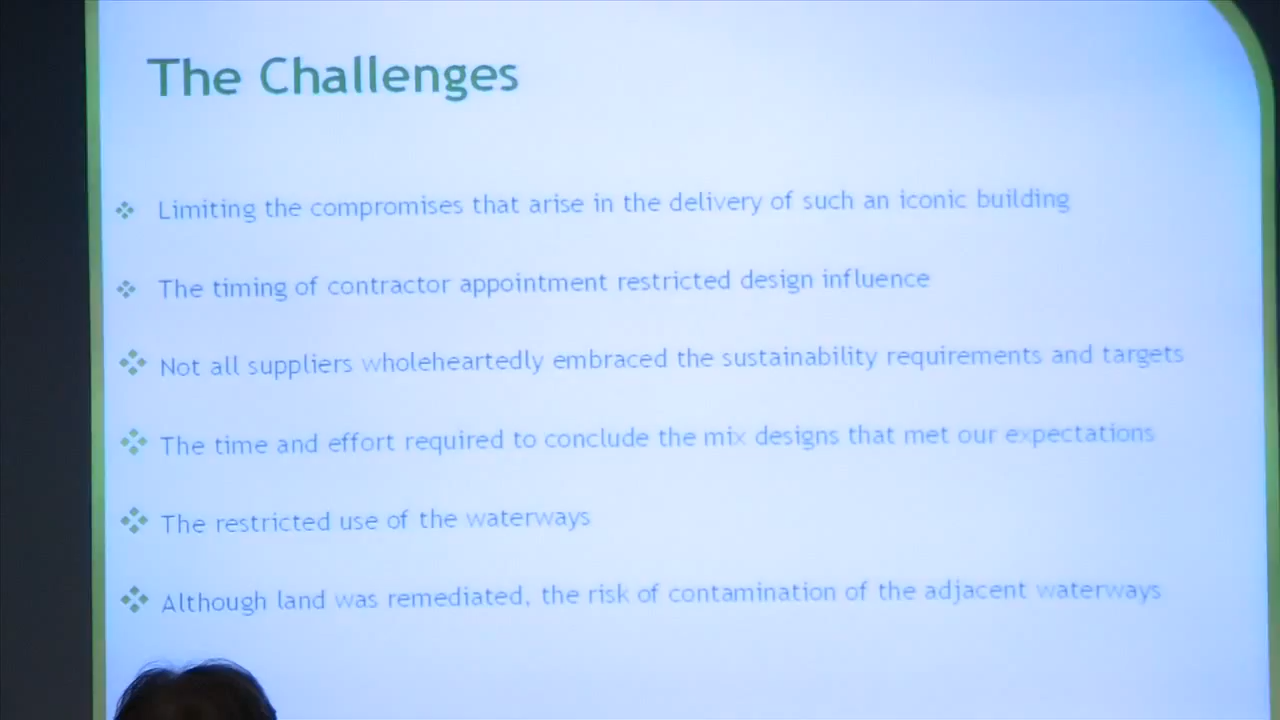 The Challenges
Limiting the compromises that arise in the delivery of such an iconic building
The timing of contractor appointment restricted design influence
Not all suppliers wholeheartedly embraced the sustainability requirements and targets
The time and effort required to conclude the mix designs that met our expectations
The restricted use of the waterways
Although land was remediated, the risk of contamination of the adjacent waterways